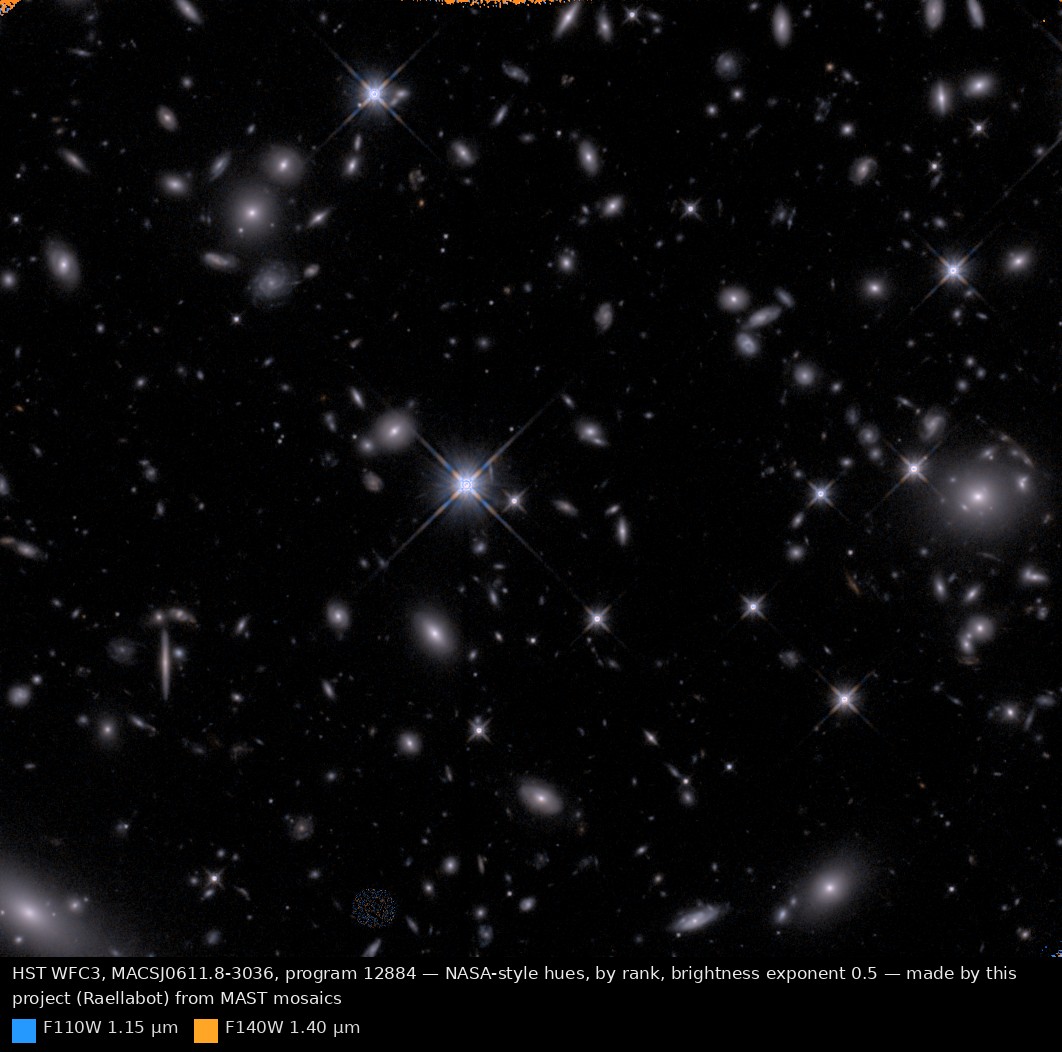 HST WFC3, MACSJ0611.8-3036, program 12884 — NASA-style hues, by rank, brightness exponent 0.5 — made by this
project (Raellabot) from MAST mosaics
F110W 1.15 µm F140W 1.40 µm